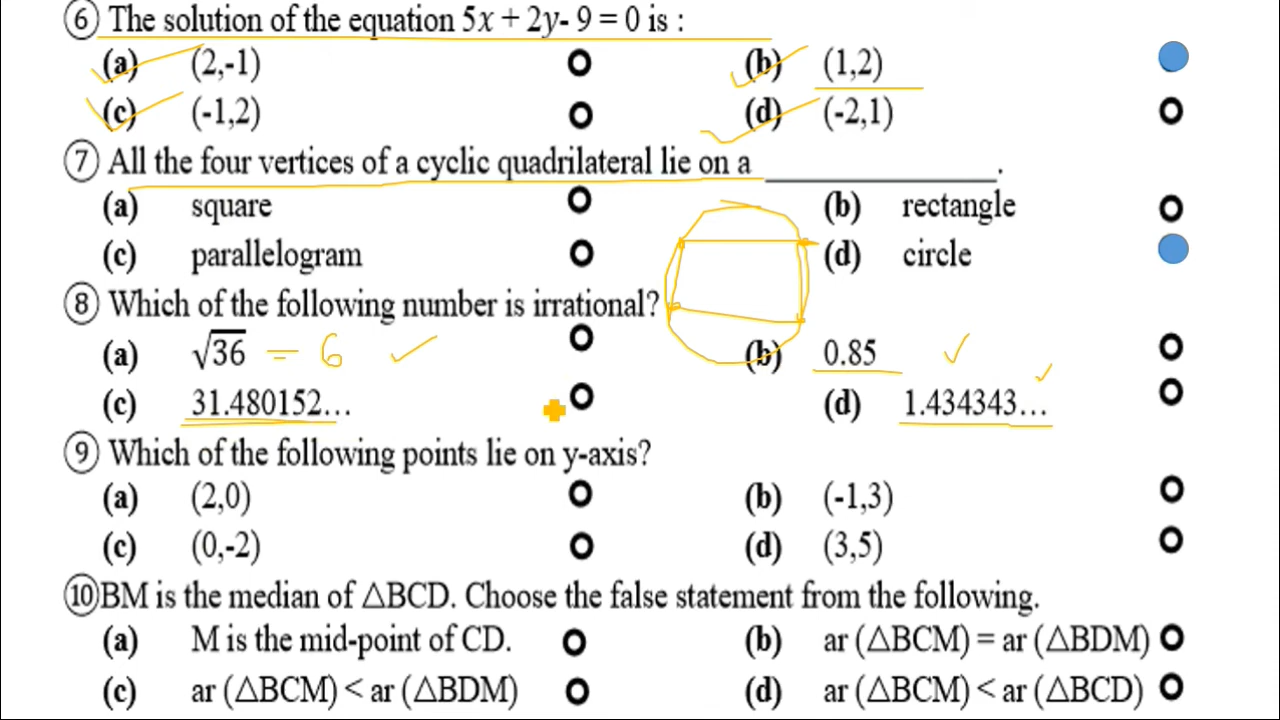 ⑥ The solution of the equation 5x + 2y- 9 = 0 is :
(a) (2,-1) (b) (1,2)
(c) (-1,2) (d) (-2,1)
⑦ All the four vertices of a cyclic quadrilateral lie on a ________________.
(a) square (b) rectangle
(c) parallelogram (d) circle
⑧ Which of the following number is irrational?
(a) √36 = 6 (b) 0.85
(c) 31.480152... (d) 1.434343...
⑨ Which of the following points lie on y-axis?
(a) (2,0) (b) (-1,3)
(c) (0,-2) (d) (3,5)
⑩ BM is the median of △BCD. Choose the false statement from the following.
(a) M is the mid-point of CD. (b) ar (△BCM) = ar (△BDM)
(c) ar (△BCM) < ar (△BDM) (d) ar (△BCM) < ar (△BCD)